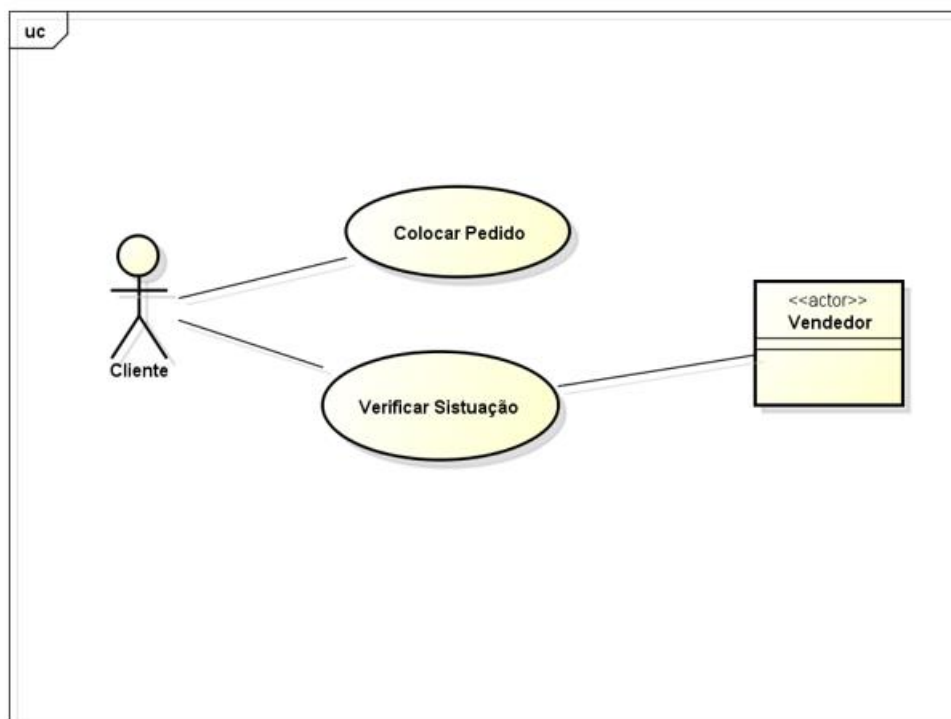 uc
Colocar Pedido
<<actor>>
Vendedor
Cliente
Verificar Sistuação